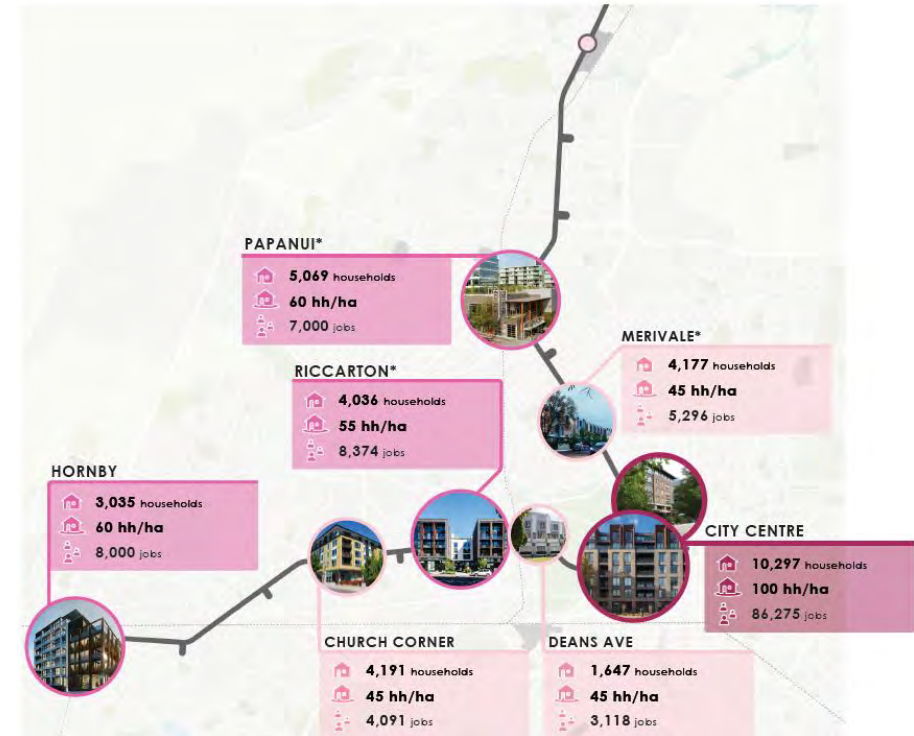 PAPANUI*
5,069 households
60 hh/ha
7,000 jobs
MERIVALE*
4,177 households
45 hh/ha
5,296 jobs
RICCARTON*
4,036 households
55 hh/ha
8,374 jobs
HORNBY
3,035 households
60 hh/ha
8,000 jobs
CITY CENTRE
10,297 households
100 hh/ha
86,275 jobs
CHURCH CORNER
4,191 households
45 hh/ha
4,091 jobs
DEANS AVE
1,647 households
45 hh/ha
3,118 jobs